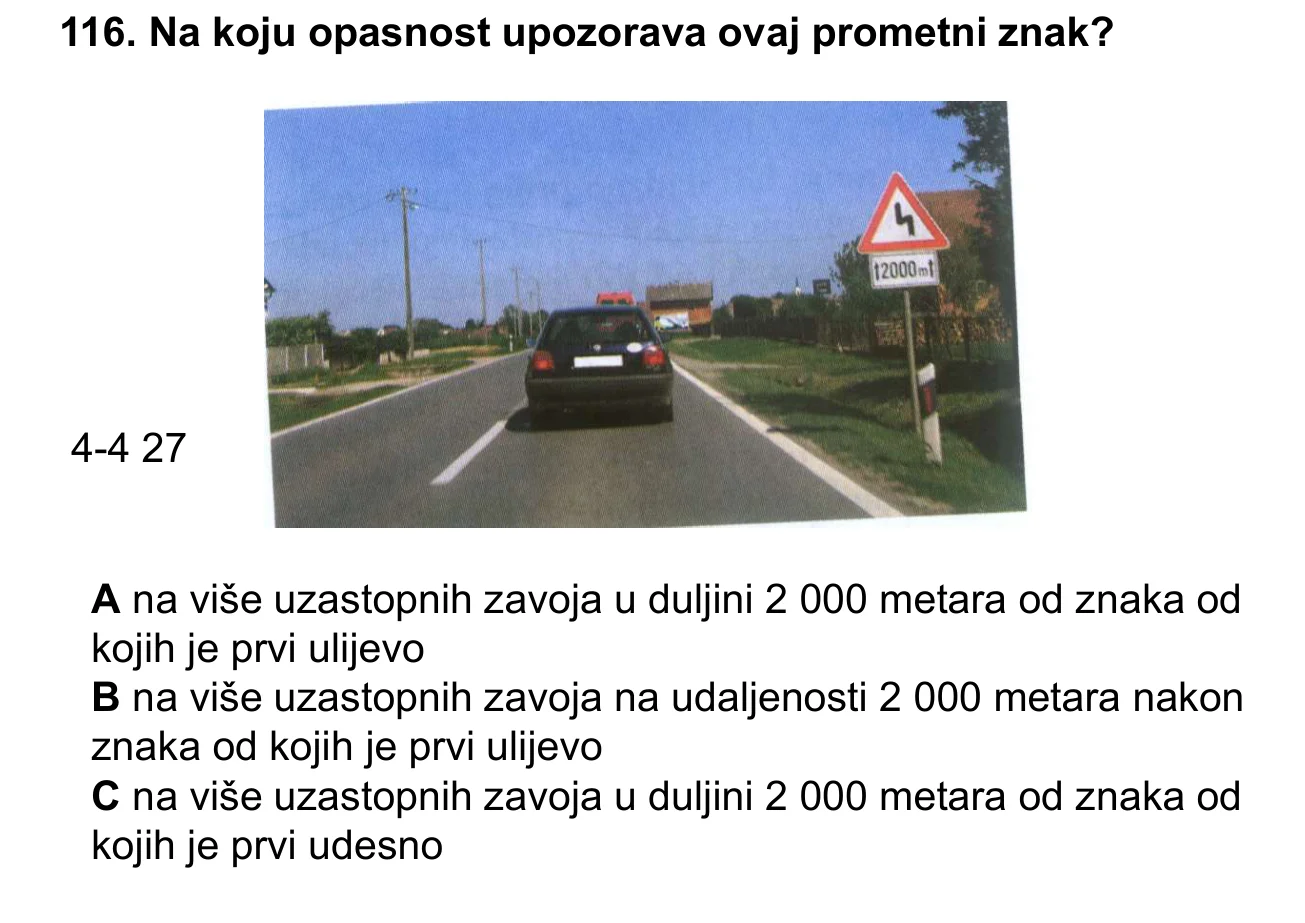 116. Na koju opasnost upozorava ovaj prometni znak?
↑2000m↑
4-4 27
A na više uzastopnih zavoja u duljini 2 000 metara od znaka od
kojih je prvi ulijevo
B na više uzastopnih zavoja na udaljenosti 2 000 metara nakon
znaka od kojih je prvi ulijevo
C na više uzastopnih zavoja u duljini 2 000 metara od znaka od
kojih je prvi udesno